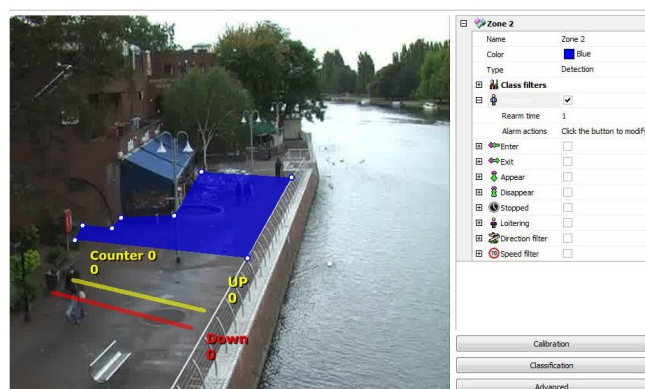 Zone 2
Name Zone 2
Color Blue
Type Detection
Class filters
Rearm time 1
Alarm actions Click the button to modify
Enter
Exit
Appear
Disappear
Stopped
Loitering
Direction filter
Speed filter
Counter 0
0
UP
0
Down
0
Calibration
Classification
Advanced